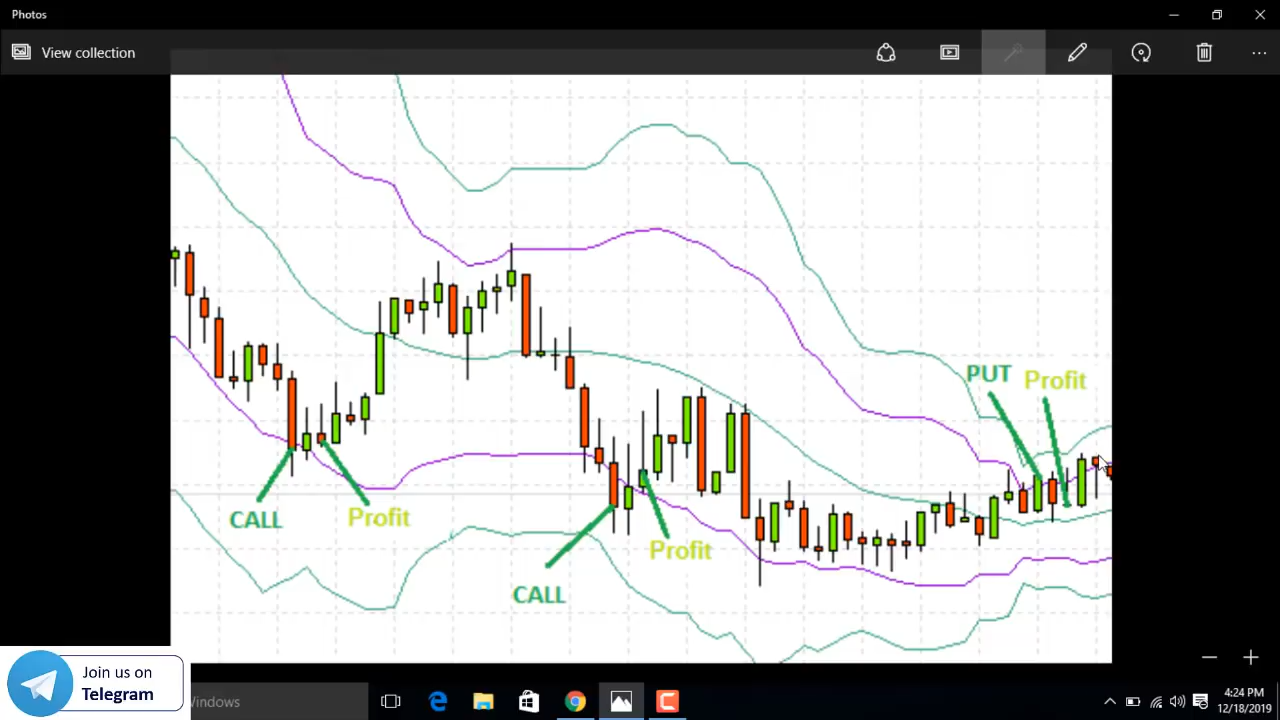 Photos
View collection
PUT
Profit
CALL
Profit
Profit
CALL
Join us on
Telegram
Windows
4:24 PM
12/18/2019